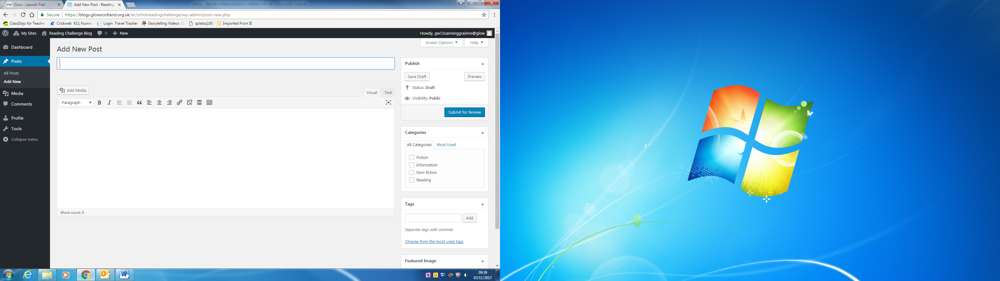 Glow - Launch Pad
Add New Post ‹ Reading
Secure https://blogs.glowscotland.org.uk/er/snholreadingchallenge/wp-admin/post-new.php
ClassDojo for Teacher Crickweb KS1 Numer Login Travel Tracker Storytelling Videos splatsq100 Imported From IE
My Sites Reading Challenge Blog 0 New Howdy, gw15canninggrainne@glow
Screen Options Help
Dashboard
Posts
All Posts
Add New
Media
Comments
Profile
Tools
Collapse menu
Add New Post
Add Media
Visual Text
Paragraph B I
Word count: 0
Publish
Save Draft Preview
Status: Draft
Visibility: Public
Submit for Review
Categories
All Categories Most Used
Fiction
Information
Non-fiction
Reading
Tags
Add
Separate tags with commas
Choose from the most used tags
Featured Image
09:39
03/11/2017